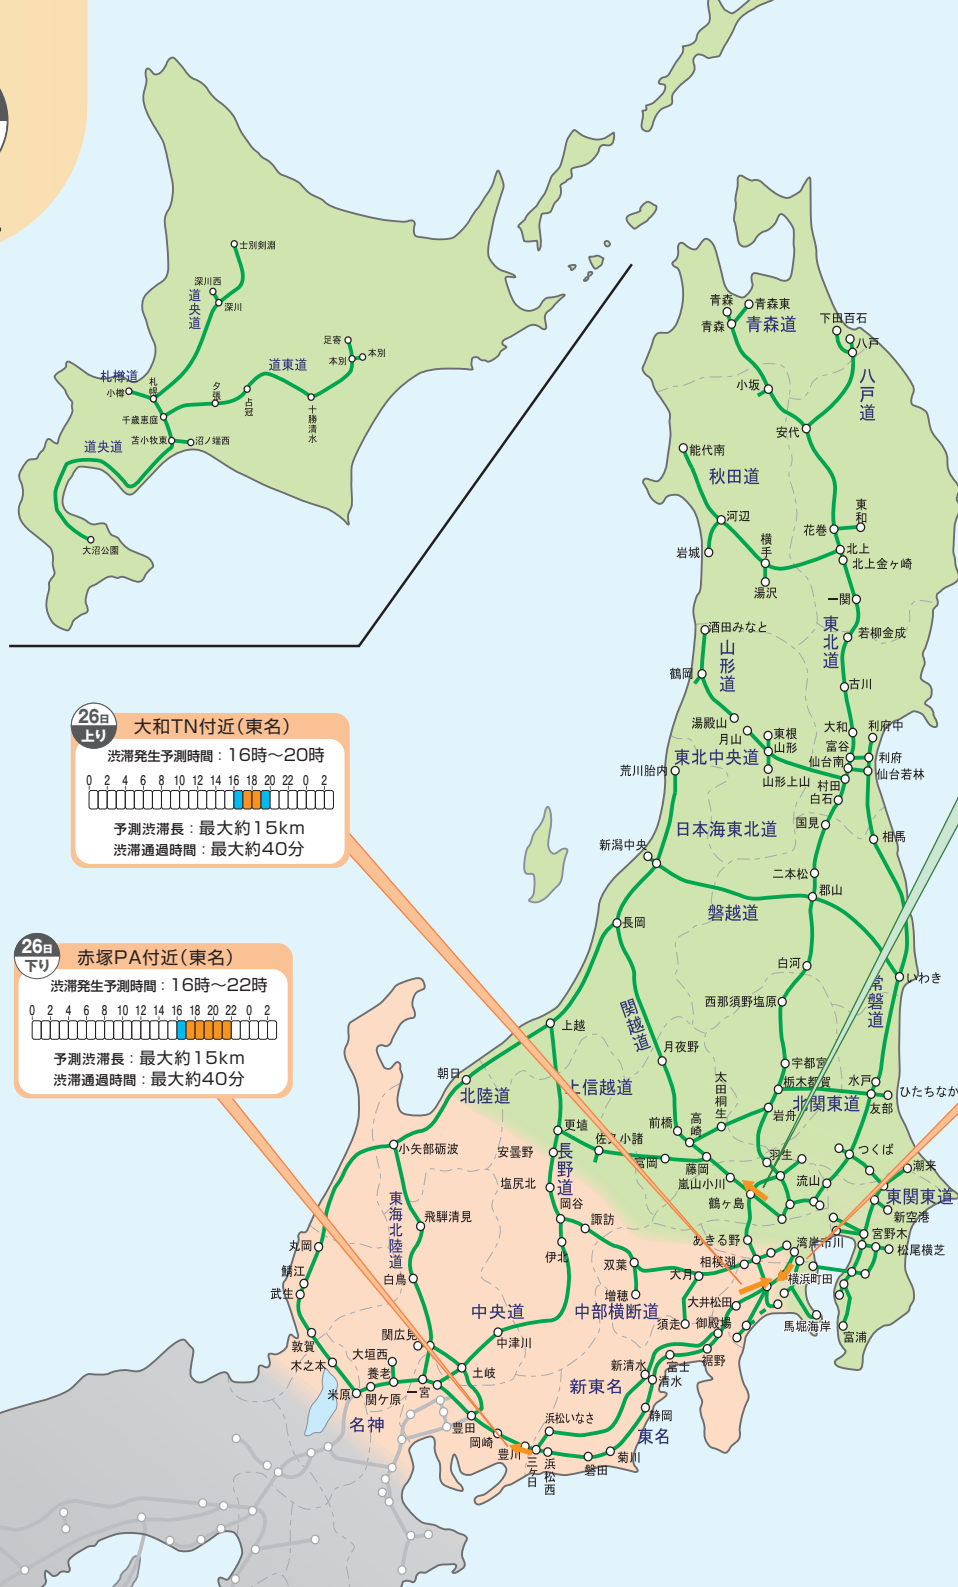 士別剣淵
深川西
深川
道央道
足寄
本別
本別
道東道
札樽道
小樽
札幌
夕張
占冠
十勝清水
千歳恵庭
苫小牧東
沼ノ端西
道央道
大沼公園
青森
青森東
青森
青森道
下田百石
八戸
八戸道
小坂
安代
能代南
秋田道
河辺
岩城
横手
湯沢
花巻
東和
北上
北上金ヶ崎
一関
東北道
若柳金成
古川
酒田みなと
山形道
鶴岡
湯殿山
月山
東根
山形
山形上山
東北中央道
大和
利府中
富谷
利府
仙台南
仙台若林
村田
白石
荒川胎内
国見
相馬
日本海東北道
新潟中央
二本松
郡山
磐越道
長岡
白河
いわき
常磐道
西那須野塩原
関越道
上越
月夜野
宇都宮
朝日
北陸道
上信越道
太田桐生
栃木都賀
水戸
ひたちなか
北関東道
友部
岩舟
更埴
佐久小諸
前橋
高崎
小矢部砺波
安曇野
長野道
富岡
藤岡
羽生
つくば
潮来
塩尻北
嵐山小川
流山
東関東道
東海北陸道
岡谷
諏訪
鶴ヶ島
新空港
飛騨清見
伊北
あきる野
湾岸市川
宮野木
松尾横芝
丸岡
双葉
相模湖
鯖江
白鳥
大月
横浜町田
武生
増穂
大井松田
中央道
中部横断道
須走
御殿場
馬堀海岸
富浦
敦賀
関広見
中津川
木之本
大垣西
養老
土岐
新清水
富士
裾野
米原
関ケ原
一宮
新東名
清水
名神
豊田
浜松いなさ
静岡
岡崎
東名
豊川
三ヶ日
浜松西
磐田
菊川
26日
上り
大和TN付近(東名)
渋滞発生予測時間:16時〜20時
0 2 4 6 8 10 12 14 16 18 20 22 0 2
予測渋滞長:最大約15km
渋滞通過時間:最大約40分
26日
下り
赤塚PA付近(東名)
渋滞発生予測時間:16時〜22時
0 2 4 6 8 10 12 14 16 18 20 22 0 2
予測渋滞長:最大約15km
渋滞通過時間:最大約40分